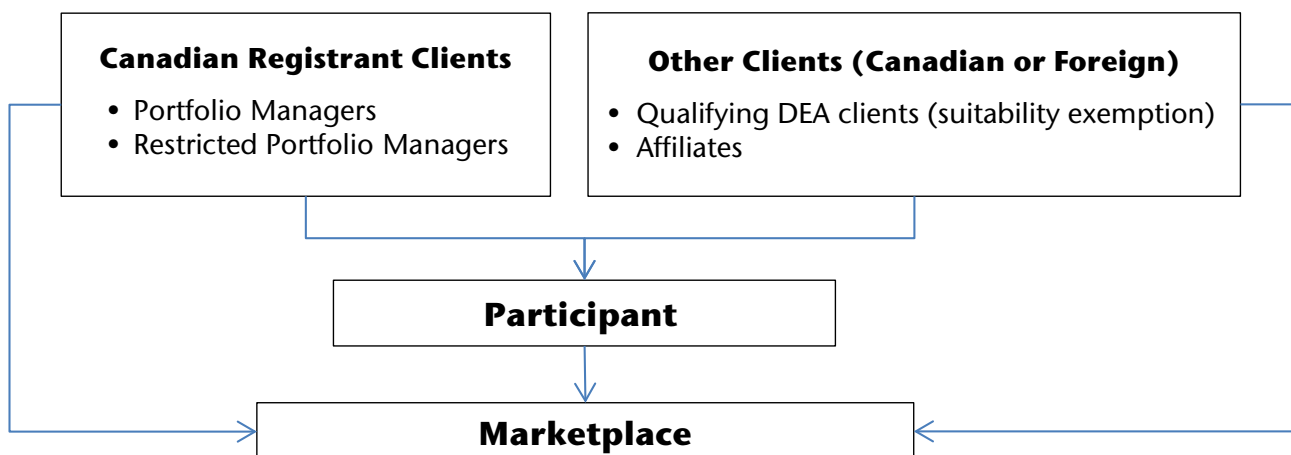 Canadian Registrant Clients
• Portfolio Managers
• Restricted Portfolio Managers
Other Clients (Canadian or Foreign)
• Qualifying DEA clients (suitability exemption)
• Affiliates
Participant
Marketplace